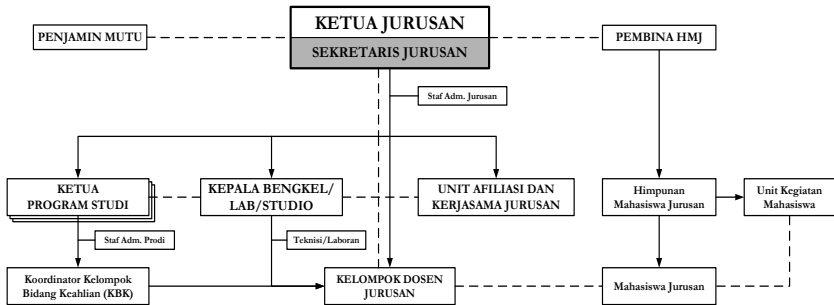 KETUA JURUSAN
PENJAMIN MUTU
SEKRETARIS JURUSAN
PEMBINA HMJ
Staf Adm. Jurusan
KETUA
PROGRAM STUDI
KEPALA BENGKEL/
LAB/STUDIO
UNIT AFILIASI DAN
KERJASAMA JURUSAN
Himpunan
Mahasiswa Jurusan
Unit Kegiatan
Mahasiswa
Staf Adm. Prodi
Teknisi/Laboran
Koordinator Kelompok
Bidang Keahlian (KBK)
KELOMPOK DOSEN
JURUSAN
Mahasiswa Jurusan